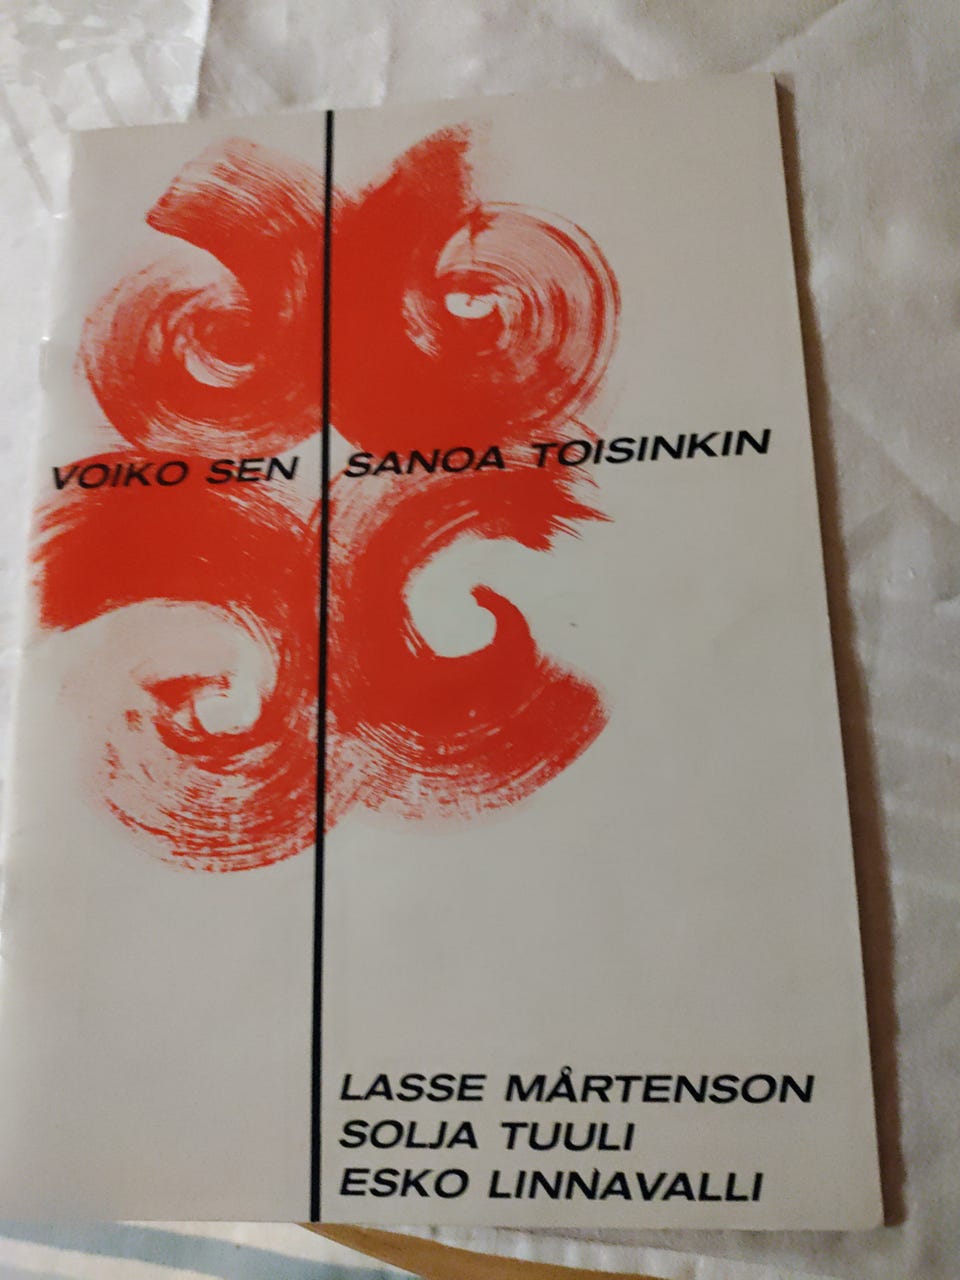 VOIKO SEN SANOA TOISINKIN
LASSE MÅRTENSON
SOLJA TUULI
ESKO LINNAVALLI